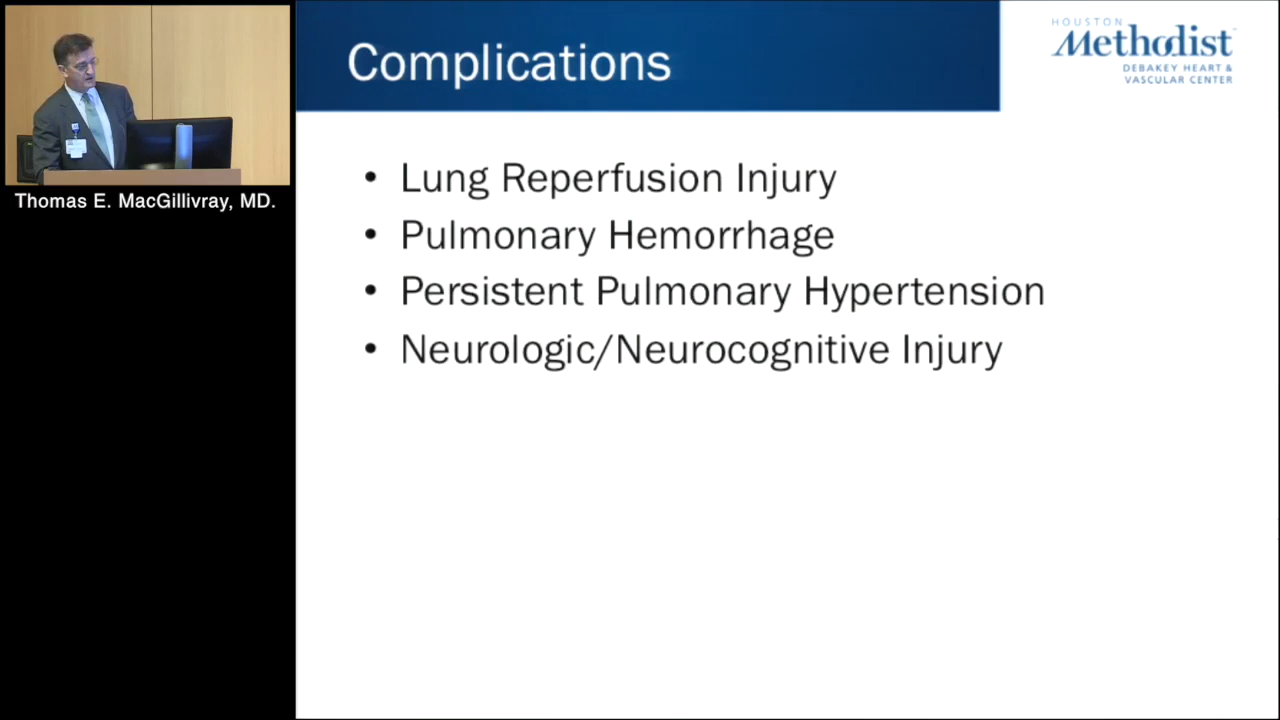 Complications
HOUSTON
Methodist
DEBAKEY HEART &
VASCULAR CENTER
Thomas E. MacGillivray, MD.
• Lung Reperfusion Injury
• Pulmonary Hemorrhage
• Persistent Pulmonary Hypertension
• Neurologic/Neurocognitive Injury